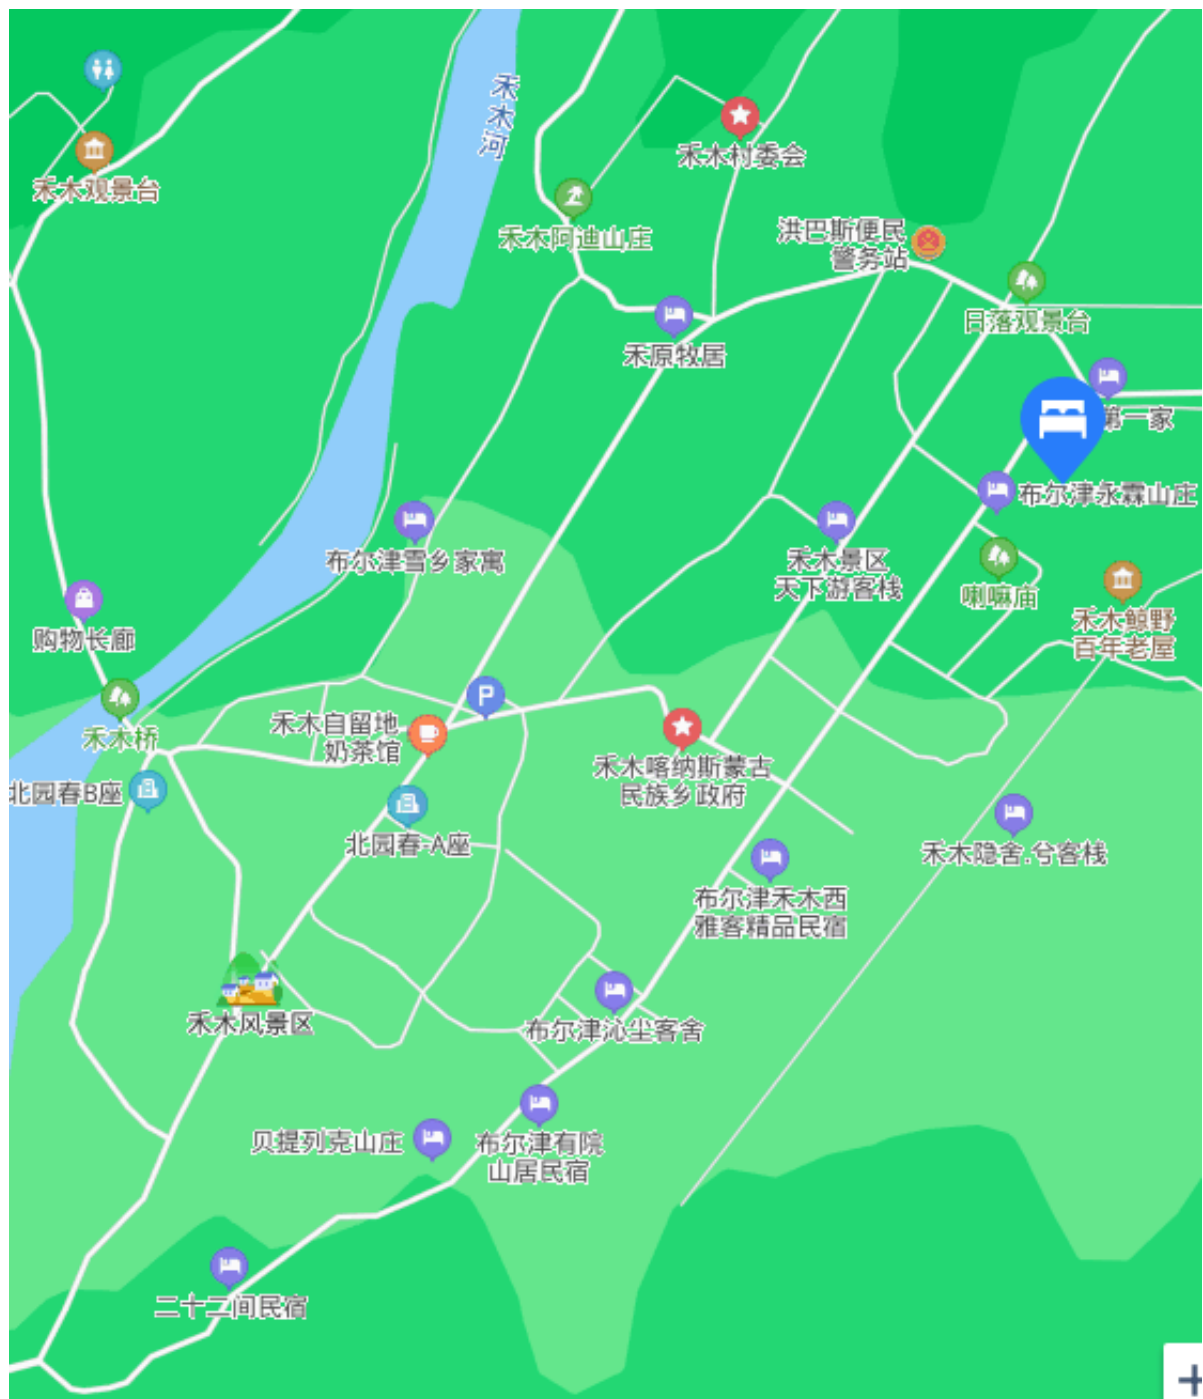 禾木河
禾木村委会
禾木观景台
禾木阿迪山庄
洪巴斯便民
警务站
日落观景台
禾原牧居
第一家
布尔津永霖山庄
布尔津雪乡家寓
禾木景区
天下游客栈
喇嘛庙
禾木鲸野
百年老屋
购物长廊
P
禾木自留地
奶茶馆
禾木桥
禾木喀纳斯蒙古
民族乡政府
北园春B座
北园春-A座
禾木隐舍.兮客栈
布尔津禾木西
雅客精品民宿
禾木风景区
布尔津沁尘客舍
贝提列克山庄
布尔津有院
山居民宿
二十二间民宿
+